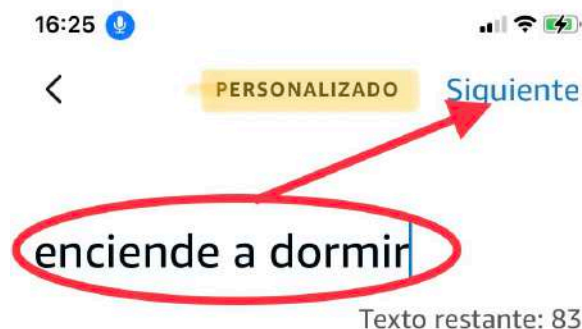 16:25
PERSONALIZADO Siguiente
enciende a dormir
Texto restante: 83